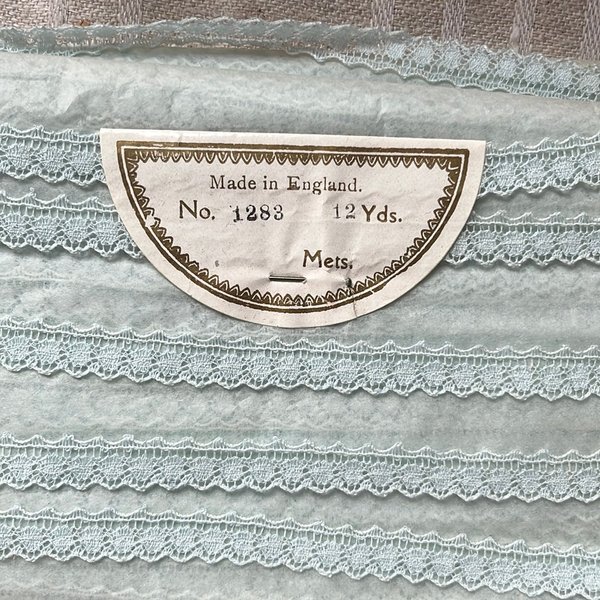 Made in England.
No. 1283 12 Yds.
Mets.